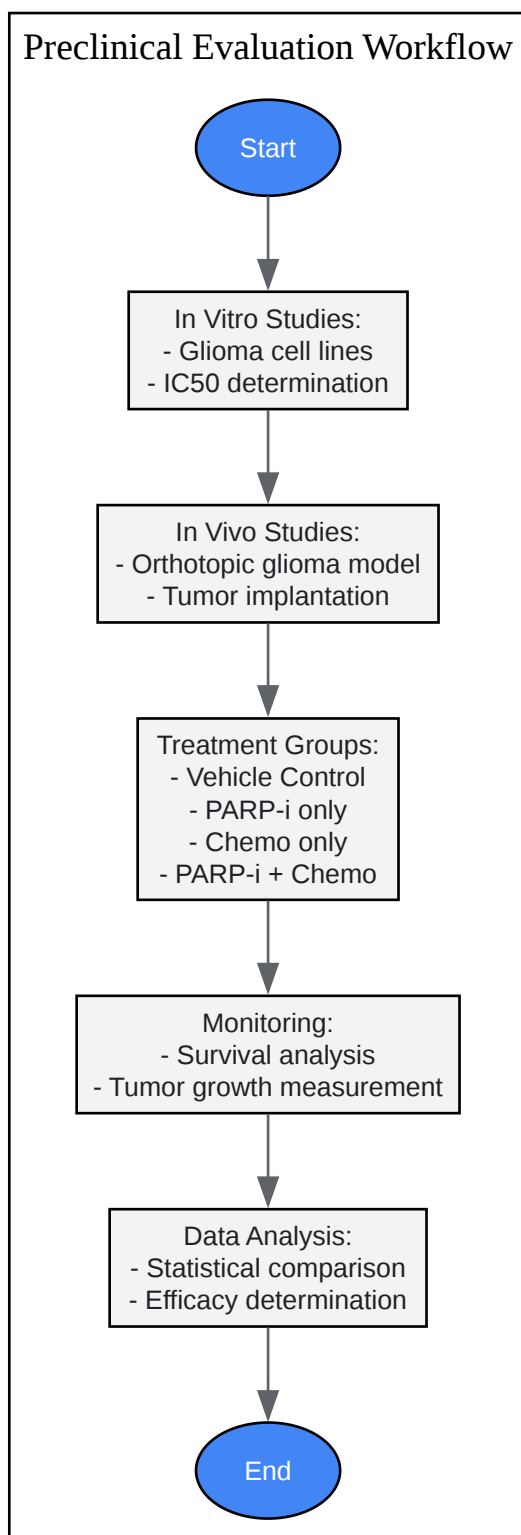 Preclinical Evaluation Workflow
Start
In Vitro Studies:
- Glioma cell lines
- IC50 determination
In Vivo Studies:
- Orthotopic glioma model
- Tumor implantation
Treatment Groups:
- Vehicle Control
- PARP-i only
- Chemo only
- PARP-i + Chemo
Monitoring:
- Survival analysis
- Tumor growth measurement
Data Analysis:
- Statistical comparison
- Efficacy determination
End